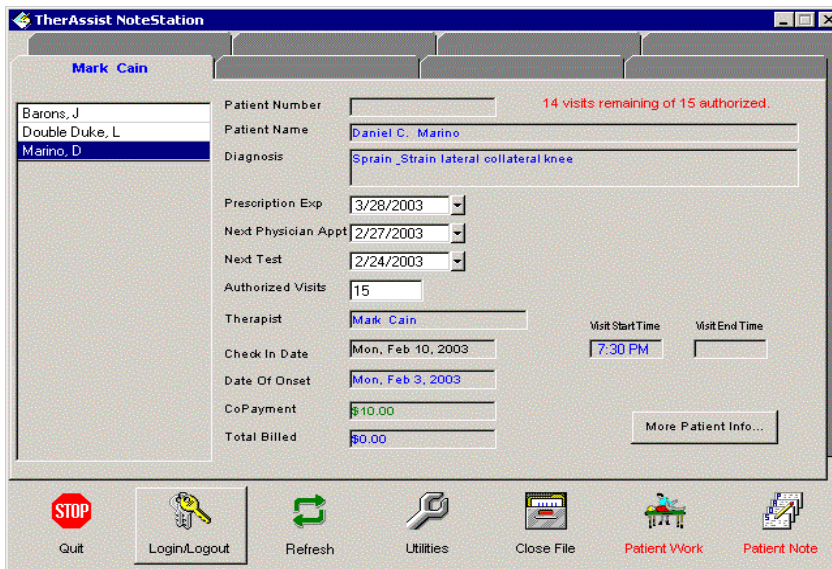 TherAssist NoteStation
Mark Cain
Barons, J
Double Duke, L
Marino, D
Patient Number
14 visits remaining of 15 authorized.
Patient Name Daniel C. Marino
Diagnosis Sprain _Strain lateral collateral knee
Prescription Exp 3/28/2003
Next Physician Appt 2/27/2003
Next Test 2/24/2003
Authorized Visits 15
Therapist Mark Cain
Visit Start Time Visit End Time
7:30 PM
Check In Date Mon, Feb 10, 2003
Date Of Onset Mon, Feb 3, 2003
CoPayment $10.00
Total Billed $0.00
More Patient Info...
STOP
Quit Login/Logout Refresh Utilities Close File Patient Work Patient Note